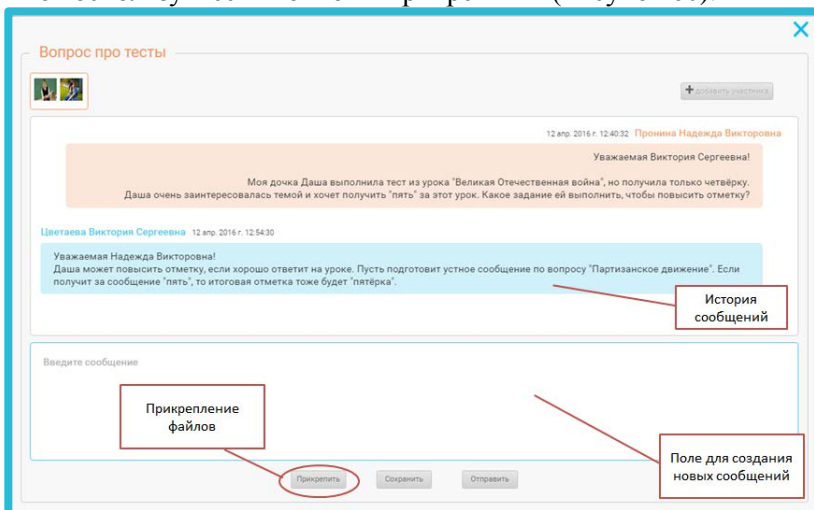 Вопрос про тесты
добавить участника
12 апр. 2016 г. 12:40:32 Пронина Надежда Викторовна
Уважаемая Виктория Сергеевна!
Моя дочка Даша выполнила тест из урока "Великая Отечественная война", но получила только четвёрку.
Даша очень заинтересовалась темой и хочет получить "пять" за этот урок. Какое задание ей выполнить, чтобы повысить отметку?
Цветаева Виктория Сергеевна 12 апр. 2016 г. 12:54:30
Уважаемая Надежда Викторовна!
Даша может повысить отметку, если хорошо ответит на уроке. Пусть подготовит устное сообщение по вопросу "Партизанское движение". Если
получит за сообщение "пять", то итоговая отметка тоже будет "пятёрка".
История
сообщений
Введите сообщение
Прикрепление
файлов
Поле для создания
новых сообщений
Прикрепить Сохранить Отправить